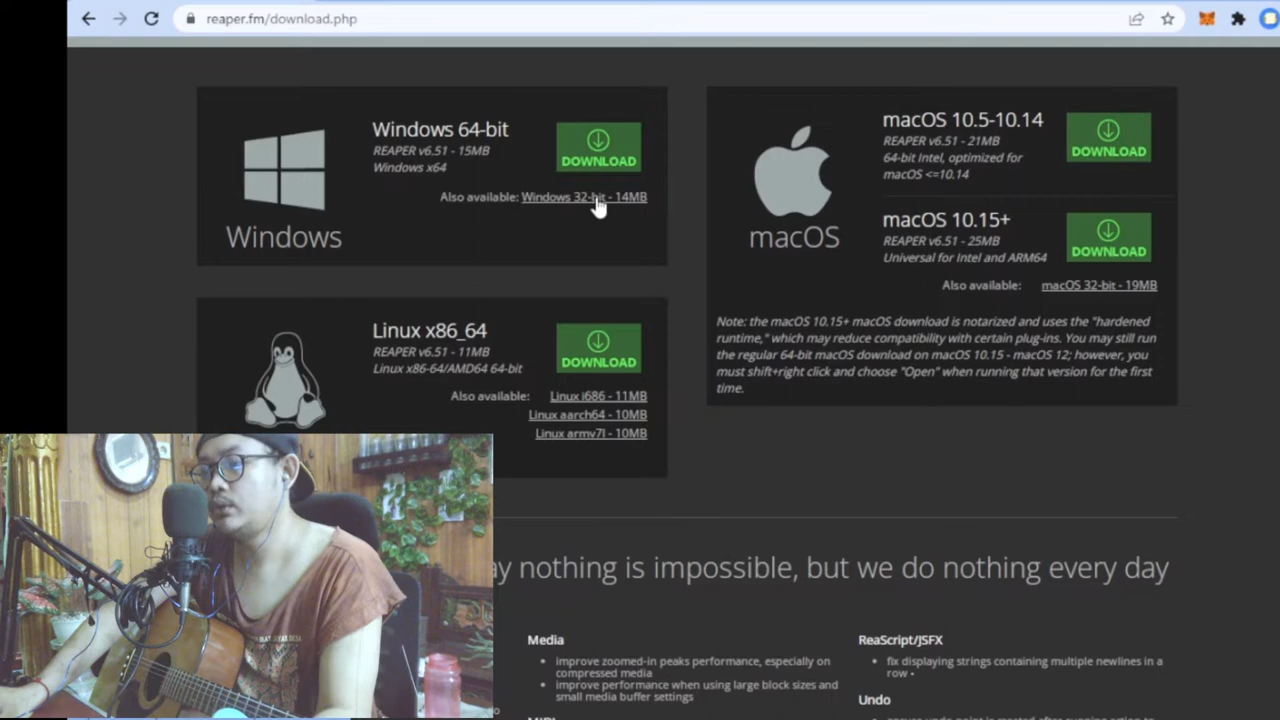 reaper.fm/download.php
Windows 64-bit
REAPER v6.51 - 15MB
Windows x64
DOWNLOAD
Also available: Windows 32-bit - 14MB
Windows
macOS 10.5-10.14
REAPER v6.51 - 21MB
64-bit Intel, optimized for
macOS <=10.14
DOWNLOAD
macOS 10.15+
REAPER v6.51 - 25MB
Universal for Intel and ARM64
DOWNLOAD
macOS
Also available: macOS 32-bit - 19MB
Note: the macOS 10.15+ macOS download is notarized and uses the "hardened
runtime," which may reduce compatibility with certain plug-ins. You may still run
the regular 64-bit macOS download on macOS 10.15 - macOS 12; however, you
must shift+right click and choose "Open" when running that version for the first
time.
Linux x86_64
REAPER v6.51 - 11MB
Linux x86-64/AMD64 64-bit
DOWNLOAD
Also available: Linux i686 - 11MB
Linux aarch64 - 10MB
Linux armv7l - 10MB
nothing is impossible, but we do nothing every day
Media
• improve zoomed-in peaks performance, especially on
compressed media
• improve performance when using large block sizes and
small media buffer settings
ReaScript/JSFX
• fix displaying strings containing multiple newlines in a
row •
Undo